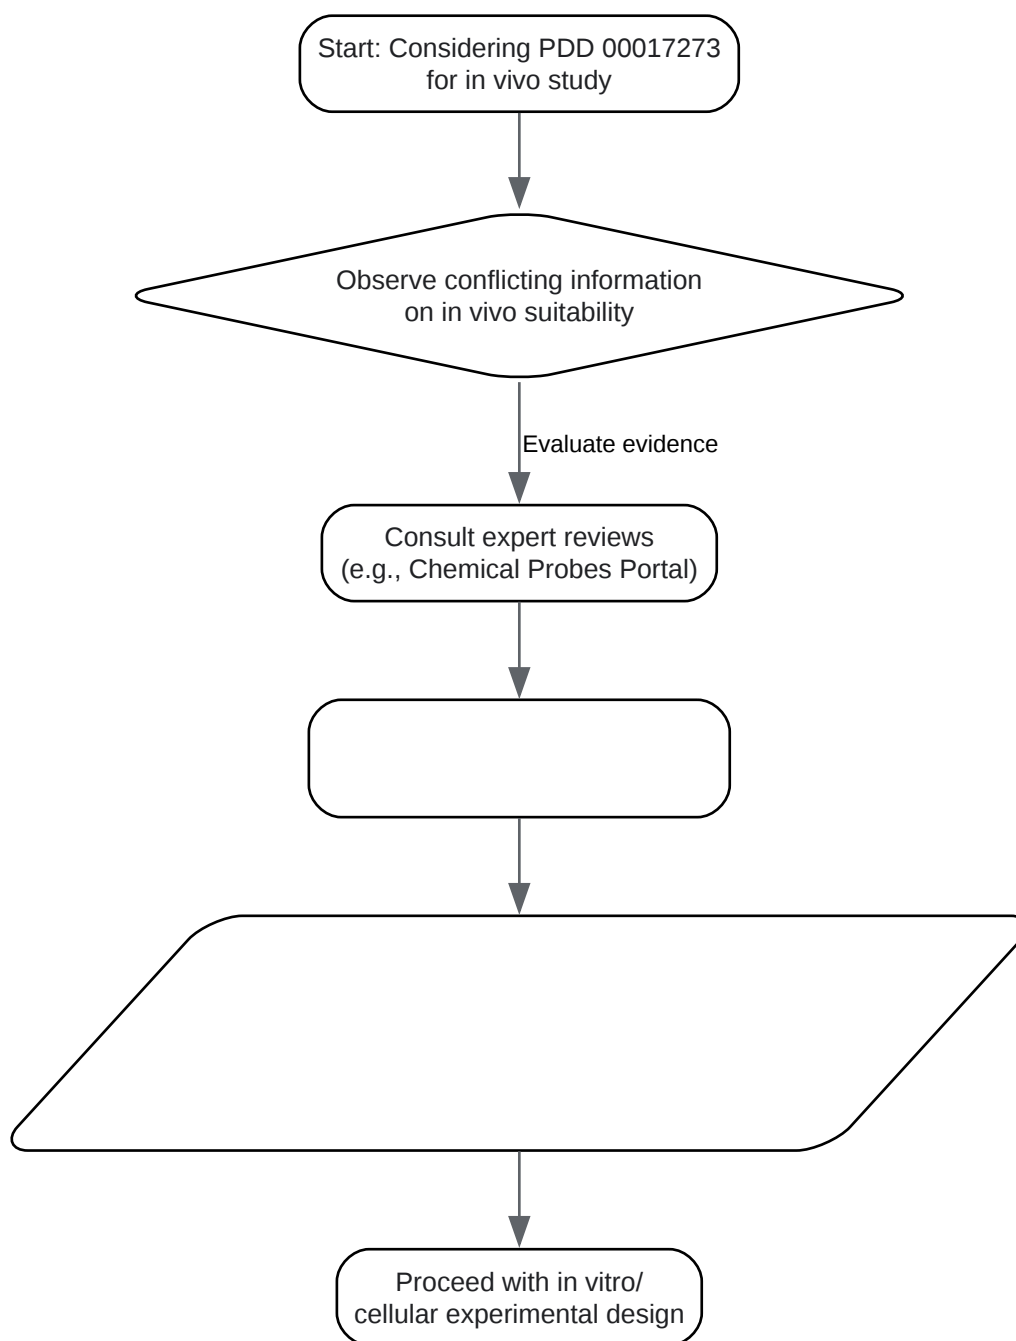 Start: Considering PDD 00017273
for in vivo study
Observe conflicting information
on in vivo suitability
Evaluate evidence
Consult expert reviews
(e.g., Chemical Probes Portal)
Proceed with in vitro/
cellular experimental design